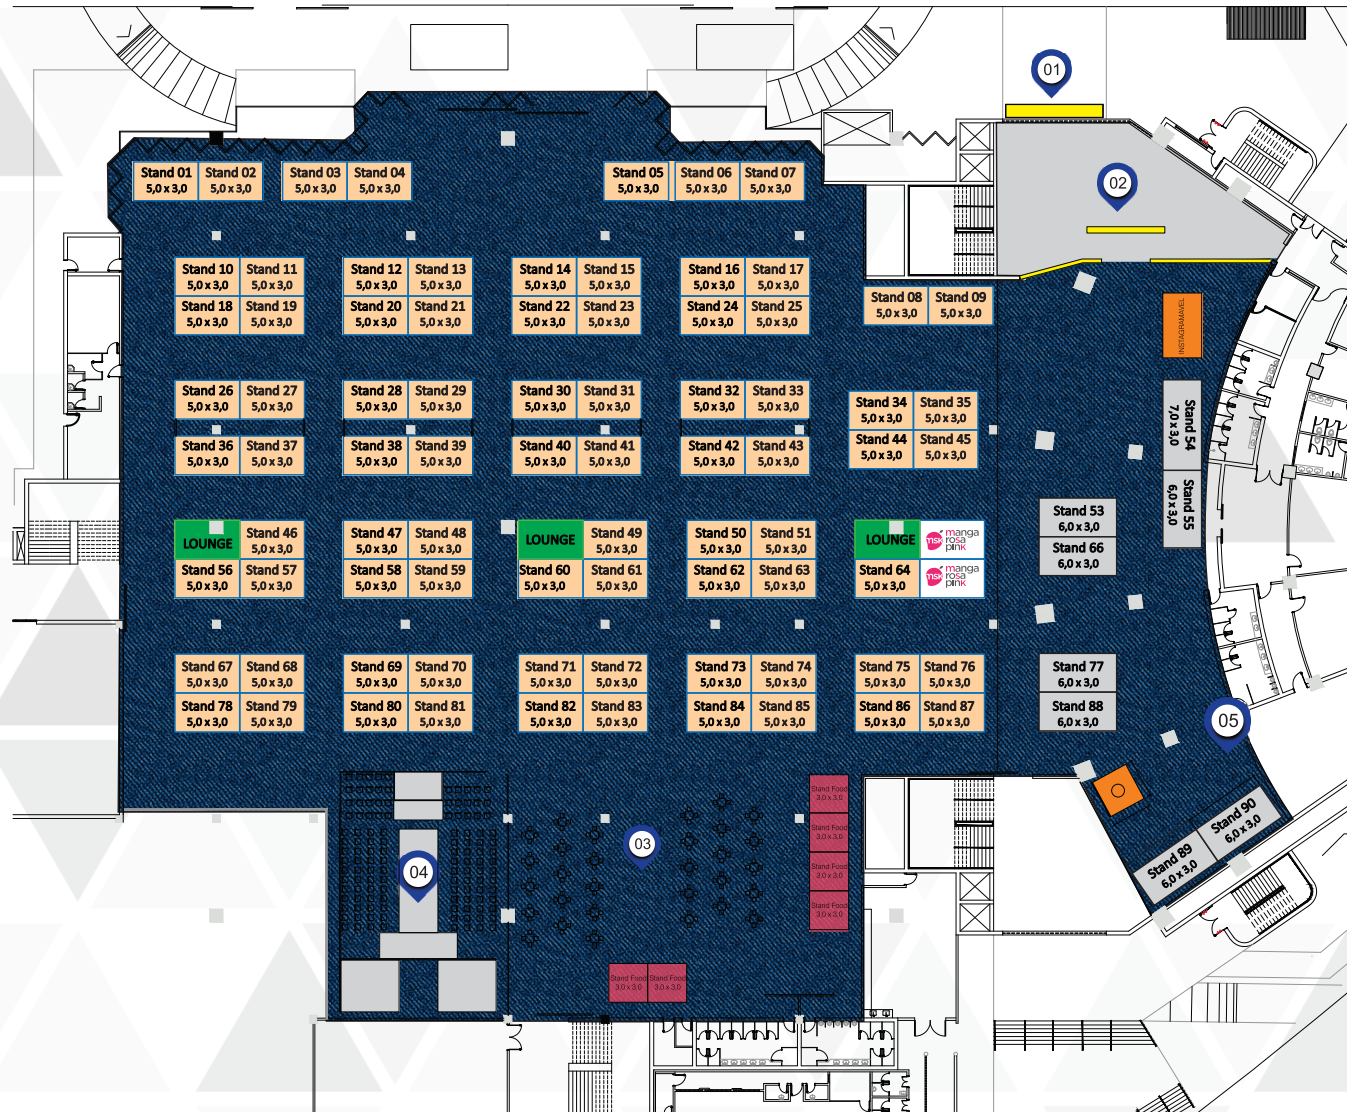 01
02
Stand 01
5,0 x 3,0
Stand 02
5,0 x 3,0
Stand 03
5,0 x 3,0
Stand 04
5,0 x 3,0
Stand 05
5,0 x 3,0
Stand 06
5,0 x 3,0
Stand 07
5,0 x 3,0
Stand 10
5,0 x 3,0
Stand 11
5,0 x 3,0
Stand 12
5,0 x 3,0
Stand 13
5,0 x 3,0
Stand 14
5,0 x 3,0
Stand 15
5,0 x 3,0
Stand 16
5,0 x 3,0
Stand 17
5,0 x 3,0
Stand 18
5,0 x 3,0
Stand 19
5,0 x 3,0
Stand 20
5,0 x 3,0
Stand 21
5,0 x 3,0
Stand 22
5,0 x 3,0
Stand 23
5,0 x 3,0
Stand 24
5,0 x 3,0
Stand 25
5,0 x 3,0
Stand 08
5,0 x 3,0
Stand 09
5,0 x 3,0
INSTAGRAMAVEL
Stand 26
5,0 x 3,0
Stand 27
5,0 x 3,0
Stand 28
5,0 x 3,0
Stand 29
5,0 x 3,0
Stand 30
5,0 x 3,0
Stand 31
5,0 x 3,0
Stand 32
5,0 x 3,0
Stand 33
5,0 x 3,0
Stand 34
5,0 x 3,0
Stand 35
5,0 x 3,0
Stand 54
7,0 x 3,0
Stand 36
5,0 x 3,0
Stand 37
5,0 x 3,0
Stand 38
5,0 x 3,0
Stand 39
5,0 x 3,0
Stand 40
5,0 x 3,0
Stand 41
5,0 x 3,0
Stand 42
5,0 x 3,0
Stand 43
5,0 x 3,0
Stand 44
5,0 x 3,0
Stand 45
5,0 x 3,0
Stand 55
6,0 x 3,0
LOUNGE
Stand 46
5,0 x 3,0
Stand 47
5,0 x 3,0
Stand 48
5,0 x 3,0
LOUNGE
Stand 49
5,0 x 3,0
Stand 50
5,0 x 3,0
Stand 51
5,0 x 3,0
LOUNGE
msk manga
rosa
pink
Stand 53
6,0 x 3,0
Stand 56
5,0 x 3,0
Stand 57
5,0 x 3,0
Stand 58
5,0 x 3,0
Stand 59
5,0 x 3,0
Stand 60
5,0 x 3,0
Stand 61
5,0 x 3,0
Stand 62
5,0 x 3,0
Stand 63
5,0 x 3,0
Stand 64
5,0 x 3,0
msk manga
rosa
pink
Stand 66
6,0 x 3,0
Stand 67
5,0 x 3,0
Stand 68
5,0 x 3,0
Stand 69
5,0 x 3,0
Stand 70
5,0 x 3,0
Stand 71
5,0 x 3,0
Stand 72
5,0 x 3,0
Stand 73
5,0 x 3,0
Stand 74
5,0 x 3,0
Stand 75
5,0 x 3,0
Stand 76
5,0 x 3,0
Stand 77
6,0 x 3,0
Stand 78
5,0 x 3,0
Stand 79
5,0 x 3,0
Stand 80
5,0 x 3,0
Stand 81
5,0 x 3,0
Stand 82
5,0 x 3,0
Stand 83
5,0 x 3,0
Stand 84
5,0 x 3,0
Stand 85
5,0 x 3,0
Stand 86
5,0 x 3,0
Stand 87
5,0 x 3,0
Stand 88
6,0 x 3,0
05
Stand Food
3,0 x 3,0
Stand Food
3,0 x 3,0
Stand Food
3,0 x 3,0
Stand Food
3,0 x 3,0
03
04
Stand 90
6,0 x 3,0
Stand 89
6,0 x 3,0
Stand Food
3,0 x 3,0
Stand Food
3,0 x 3,0